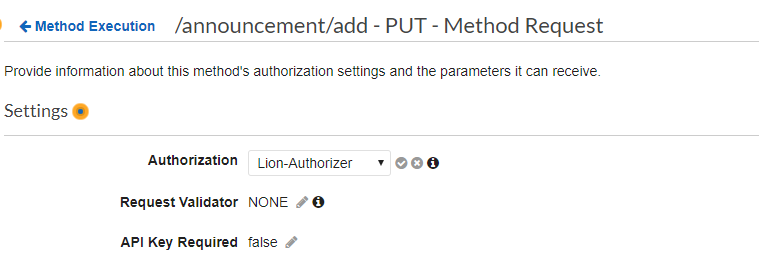 Method Execution /announcement/add - PUT - Method Request
Provide information about this method's authorization settings and the parameters it can receive.
Settings
Authorization Lion-Authorizer
Request Validator NONE
API Key Required false